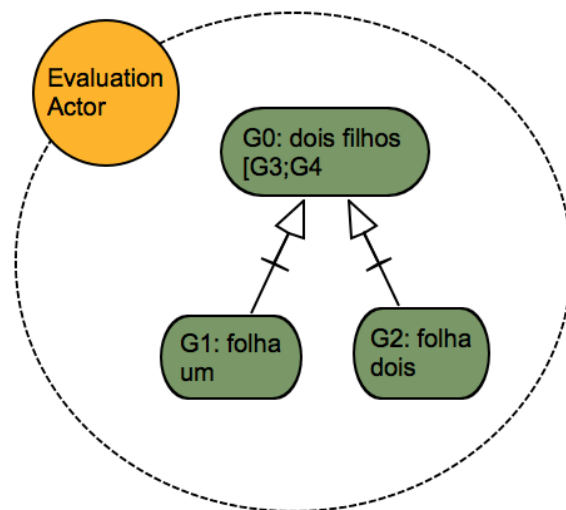 Evaluation
Actor
G0: dois filhos
[G3;G4
G1: folha
um
G2: folha
dois